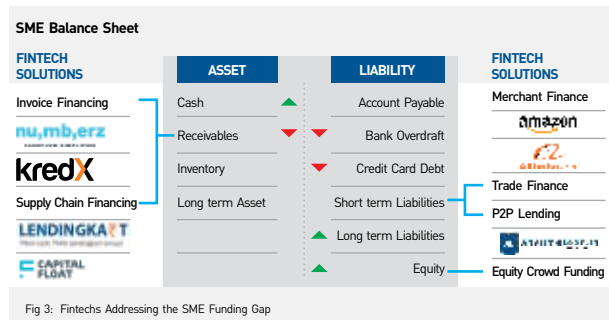 SME Balance Sheet
FINTECH
SOLUTIONS
ASSET
LIABILITY
FINTECH
SOLUTIONS
Invoice Financing
Cash
Account Payable
Merchant Finance
nu,mb,erz
amazon
Receivables
Bank Overdraft
kredX
Inventory
Credit Card Debt
Supply Chain Financing
Long term Asset
Short term Liabilities
Trade Finance
P2P Lending
LENDINGKART
Long term Liabilities
CAPITAL
FLOAT
Equity
Equity Crowd Funding
Fig 3: Fintechs Addressing the SME Funding Gap